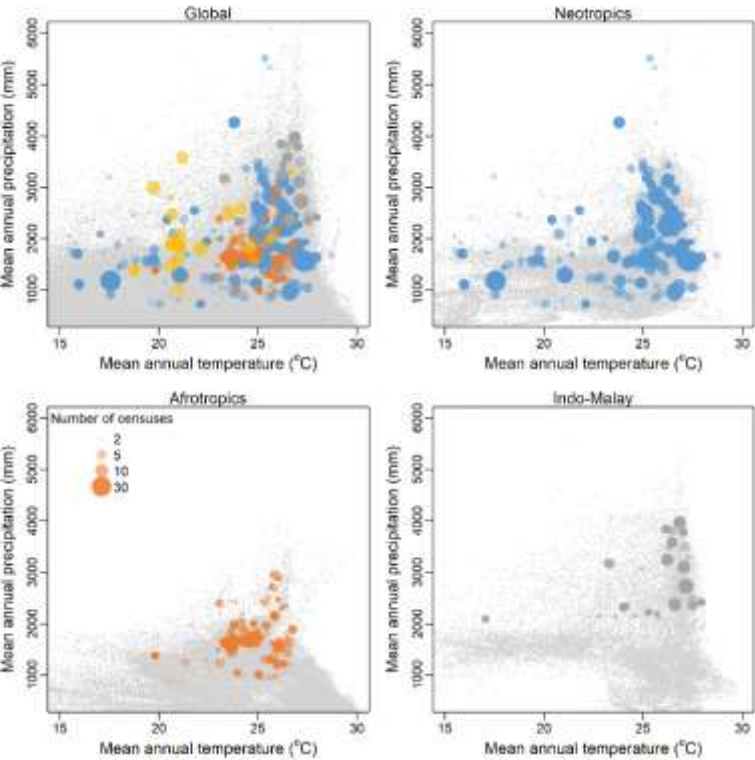 Global
Mean annual precipitation (mm)
1000 2000 3000 4000 5000 6000
15 20 25 30
Mean annual temperature (°C)
Neotropics
Mean annual precipitation (mm)
1000 2000 3000 4000 5000 6000
15 20 25 30
Mean annual temperature (°C)
Afrotropics
Number of censuses
2
5
10
30
Mean annual precipitation (mm)
1000 2000 3000 4000 5000 6000
15 20 25 30
Mean annual temperature (°C)
Indo-Malay
Mean annual precipitation (mm)
1000 2000 3000 4000 5000 6000
15 20 25 30
Mean annual temperature (°C)